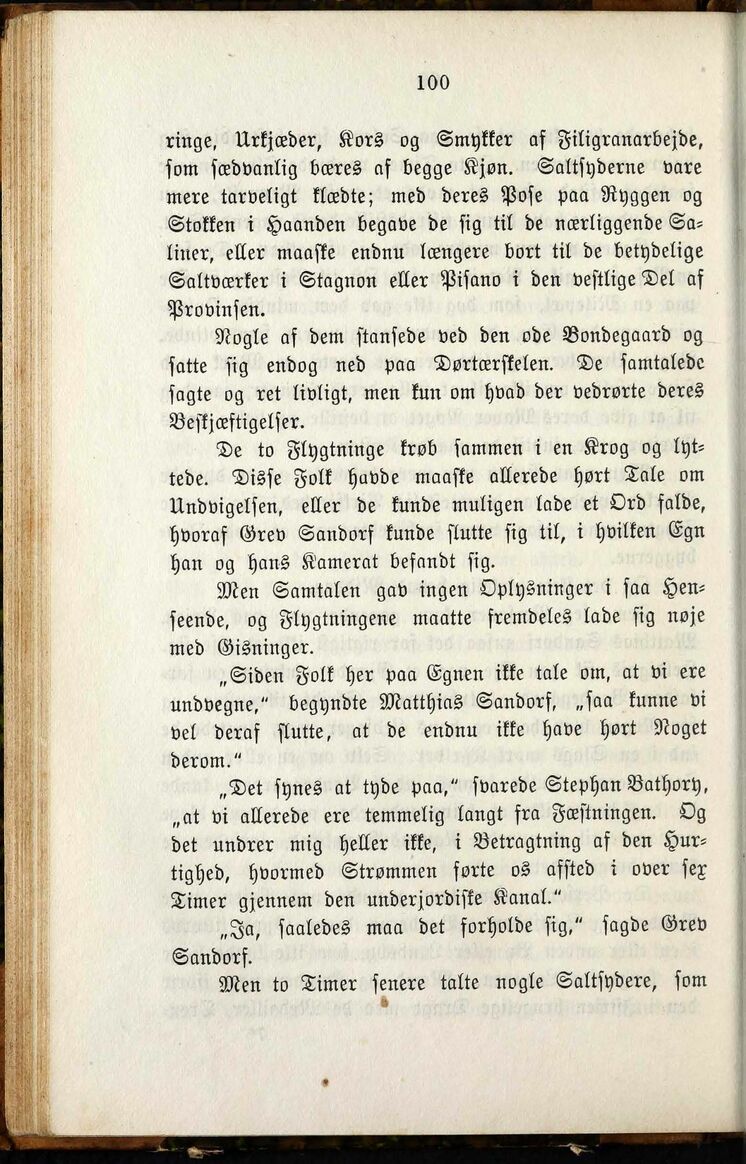 100
ringe, Urkjæder, Kors og Smykker af Filigranarbejde,
som sædvanlig bæres af begge Kjøn. Saltsyderne vare
mere tarveligt klædte; med deres Pose paa Ryggen og
Stokken i Haanden begave de sig til de nærliggende Sa-
liner, eller maaske endnu længere bort til de betydelige
Saltværker i Stagnon eller Pisano i den vestlige Del af
Provinsen.
Nogle af dem stansede ved den øde Bondegaard og
satte sig endog ned paa Dørtærskelen. De samtalede
sagte og ret livligt, men kun om hvad der vedrørte deres
Beskjæftigelser.
De to Flygtninge krøb sammen i en Krog og lyt-
tede. Disse Folk havde maaske allerede hørt Tale om
Undvigelsen, eller de kunde muligen lade et Ord falde,
hvoraf Grev Sandorf kunde slutte sig til, i hvilken Egn
han og hans Kamerat befandt sig.
Men Samtalen gav ingen Oplysninger i saa Hen-
seende, og Flygtningene maatte fremdeles lade sig nøje
med Gisninger.
„Siden Folk her paa Egnen ikke tale om, at vi ere
undvegne,“ begyndte Matthias Sandorf, „saa kunne vi
vel deraf slutte, at de endnu ikke have hørt Noget
derom.“
„Det synes at tyde paa,“ svarede Stephan Bathory,
„at vi allerede ere temmelig langt fra Fæstningen. Og
det undrer mig heller ikke, i Betragtning af den Hur-
tighed, hvormed Strømmen førte os afsted i over sex
Timer gjennem den underjordiske Kanal.“
„Ja, saaledes maa det forholde sig,“ sagde Grev
Sandorf.
Men to Timer senere talte nogle Saltsydere, som